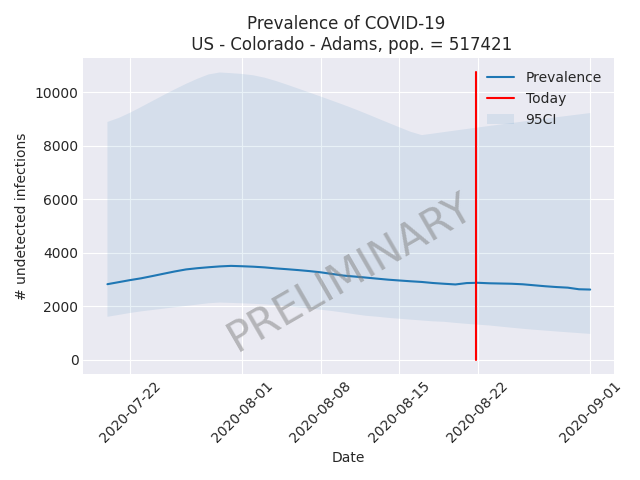 Prevalence of COVID-19
US - Colorado - Adams, pop. = 517421
Prevalence
Today
95CI
10000
8000
6000
4000
2000
0
# undetected infections
PRELIMINARY
2020-07-22
2020-08-01
2020-08-08
2020-08-15
2020-08-22
2020-09-01
Date